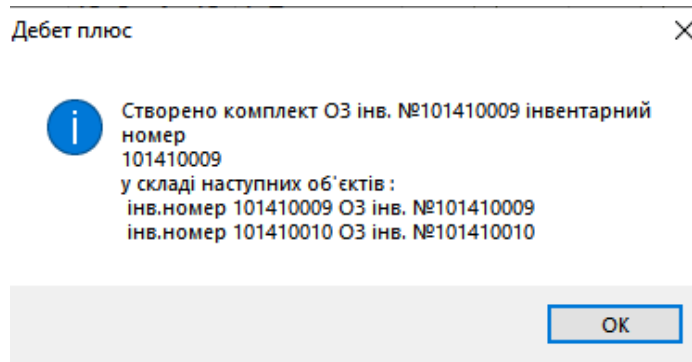 Дебет плюс
Створено комплект ОЗ інв. №101410009 інвентарний
номер
101410009
у складі наступних об'єктів :
інв.номер 101410009 ОЗ інв. №101410009
інв.номер 101410010 ОЗ інв. №101410010
ОК